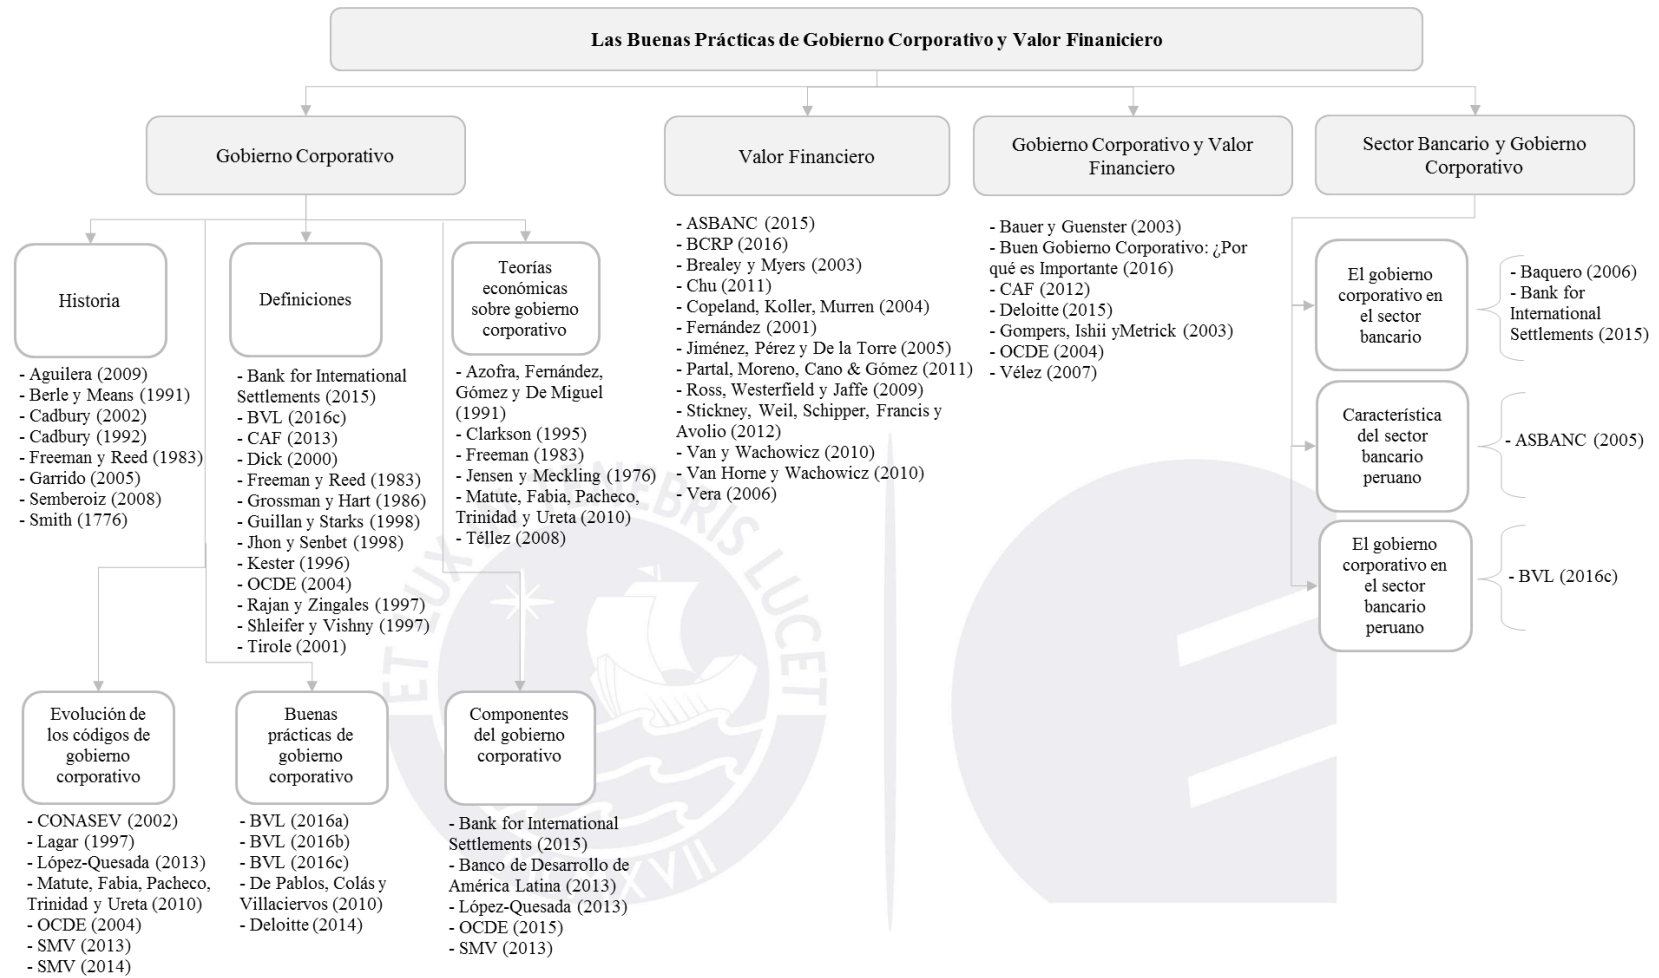 Las Buenas Prácticas de Gobierno Corporativo y Valor Finaniciero
Gobierno Corporativo
Valor Financiero
Gobierno Corporativo y Valor
Financiero
Sector Bancario y Gobierno
Corporativo
Historia
- Aguilera (2009)
- Berle y Means (1991)
- Cadbury (2002)
- Cadbury (1992)
- Freeman y Reed (1983)
- Garrido (2005)
- Semberoiz (2008)
- Smith (1776)
Definiciones
- Bank for International
Settlements (2015)
- BVL (2016c)
- CAF (2013)
- Dick (2000)
- Freeman y Reed (1983)
- Grossman y Hart (1986)
- Guillan y Starks (1998)
- Jhon y Senbet (1998)
- Kester (1996)
- OCDE (2004)
- Rajan y Zingales (1997)
- Shleifer y Vishny (1997)
- Tirole (2001)
Teorías
económicas
sobre gobierno
corporativo
- Azofra, Fernández,
Gómez y De Miguel
(1991)
- Clarkson (1995)
- Freeman (1983)
- Jensen y Meckling (1976)
- Matute, Fabia, Pacheco,
Trinidad y Ureta (2010)
- Téllez (2008)
Evolución de
los códigos de
gobierno
corporativo
- CONASEV (2002)
- Lagar (1997)
- López-Quesada (2013)
- Matute, Fabia, Pacheco,
Trinidad y Ureta (2010)
- OCDE (2004)
- SMV (2013)
- SMV (2014)
Buenas
prácticas de
gobierno
corporativo
- BVL (2016a)
- BVL (2016b)
- BVL (2016c)
- De Pablos, Colás y
Villaciervos (2010)
- Deloitte (2014)
Componentes
del gobierno
corporativo
- Bank for International
Settlements (2015)
- Banco de Desarrollo de
América Latina (2013)
- López-Quesada (2013)
- OCDE (2015)
- SMV (2013)
- ASBANC (2015)
- BCRP (2016)
- Brealey y Myers (2003)
- Chu (2011)
- Copeland, Koller, Murren (2004)
- Fernández (2001)
- Jiménez, Pérez y De la Torre (2005)
- Partal, Moreno, Cano & Gómez (2011)
- Ross, Westerfield y Jaffe (2009)
- Stickney, Weil, Schipper, Francis y
Avolio (2012)
- Van y Wachowicz (2010)
- Van Horne y Wachowicz (2010)
- Vera (2006)
- Bauer y Guenster (2003)
- Buen Gobierno Corporativo: ¿Por
qué es Importante (2016)
- CAF (2012)
- Deloitte (2015)
- Gompers, Ishii yMetrick (2003)
- OCDE (2004)
- Vélez (2007)
El gobierno
corporativo en
el sector
bancario
- Baquero (2006)
- Bank for
International
Settlements (2015)
Característica
del sector
bancario
peruano
- ASBANC (2005)
El gobierno
corporativo en
el sector
bancario
peruano
- BVL (2016c)
ET LUX IN TENEBRIS LUCET